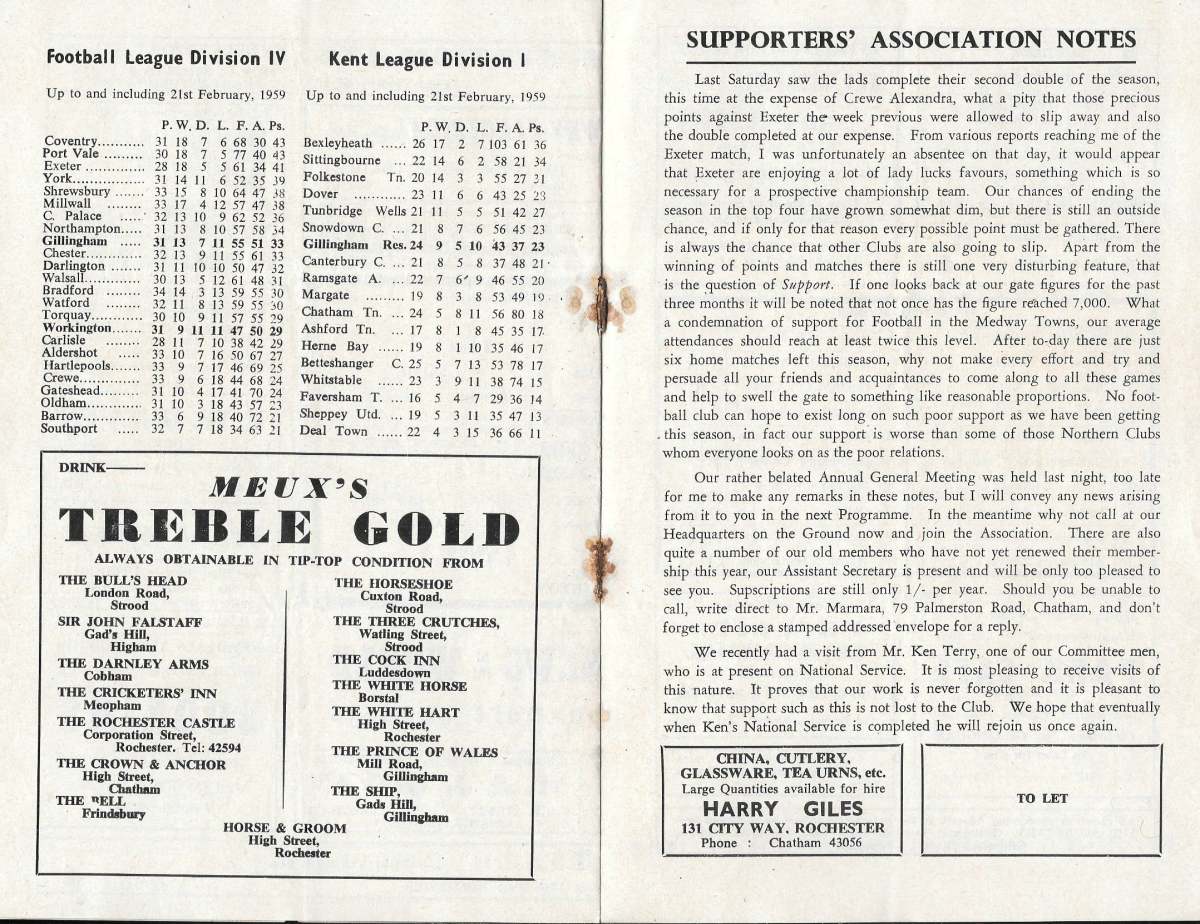 Football League Division IV
Up to and including 21st February, 1959
P. W. D. L. F. A. Ps.
Coventry........... 31 18 7 6 68 30 43
Port Vale ......... 30 18 7 5 77 40 43
Exeter .............. 28 18 5 5 61 34 41
York................. 31 14 11 6 52 35 39
Shrewsbury ....... 33 15 8 10 64 47 38
Millwall ........ 33 17 4 12 57 47 38
C. Palace ..... 32 13 10 9 62 52 36
Northampton..... 31 13 8 10 57 58 34
Gillingham ..... 31 13 7 11 55 51 33
Chester............. 32 13 9 11 55 61 33
Darlington ....... 31 11 10 10 50 47 32
Walsall............. 30 13 5 12 61 48 31
Bradford ........ 34 14 3 13 59 55 30
Watford ........ 32 11 8 13 59 55 30
Torquay............ 30 10 9 11 57 55 29
Workington....... 31 9 11 11 47 50 29
Carlisle ........ 28 11 7 10 38 42 29
Aldershot ..... 33 10 7 16 50 67 27
Hartlepools....... 33 9 7 17 46 69 25
Crewe.............. 33 9 6 18 44 68 24
Gateshead......... 31 10 4 17 41 70 24
Oldham............ 31 10 3 18 43 57 23
Barrow............. 33 6 9 18 40 72 21
Southport ..... 32 7 7 18 34 63 21
Kent League Division I
Up to and including 21st February, 1959
P. W. D. L. F. A. Ps.
Bexleyheath ...... 26 17 2 7 103 61 36
Sittingbourne ... 22 14 6 2 58 21 34
Folkestone Tn. 20 14 3 3 55 27 31
Dover ............ 23 11 6 6 43 25 28
Tunbridge Wells 21 11 5 5 51 42 27
Snowdown C. ... 21 8 7 6 56 45 23
Gillingham Res. 24 9 5 10 43 37 23
Canterbury C. ... 21 8 5 8 37 48 21
Ramsgate A. ... 22 7 6 9 46 55 20
Margate ......... 19 8 3 8 53 49 19
Chatham Tn. ... 24 5 8 11 56 80 18
Ashford Tn. ... 17 8 1 8 45 35 17
Herne Bay ...... 19 8 1 10 35 46 17
Betteshanger C. 25 5 7 13 53 78 17
Whitstable ...... 23 3 9 11 38 74 15
Faversham T. ... 16 5 4 7 29 36 14
Sheppey Utd. ... 19 5 3 11 35 47 13
Deal Town ...... 22 4 3 15 36 66 11
DRINK——
MEUX'S
TREBLE GOLD
ALWAYS OBTAINABLE IN TIP-TOP CONDITION FROM
THE BULL'S HEAD
London Road,
Strood
SIR JOHN FALSTAFF
Gad's Hill,
Higham
THE DARNLEY ARMS
Cobham
THE CRICKETERS' INN
Meopham
THE ROCHESTER CASTLE
Corporation Street,
Rochester. Tel: 42594
THE CROWN & ANCHOR
High Street,
Chatham
THE BELL
Frindsbury
THE HORSESHOE
Cuxton Road,
Strood
THE THREE CRUTCHES,
Watling Street,
Strood
THE COCK INN
Luddesdown
THE WHITE HORSE
Borstal
THE WHITE HART
High Street,
Rochester
THE PRINCE OF WALES
Mill Road,
Gillingham
THE SHIP,
Gads Hill,
Gillingham
HORSE & GROOM
High Street,
Rochester
SUPPORTERS' ASSOCIATION NOTES
Last Saturday saw the lads complete their second double of the season,
this time at the expense of Crewe Alexandra, what a pity that those precious
points against Exeter the week previous were allowed to slip away and also
the double completed at our expense. From various reports reaching me of the
Exeter match, I was unfortunately an absentee on that day, it would appear
that Exeter are enjoying a lot of lady lucks favours, something which is so
necessary for a prospective championship team. Our chances of ending the
season in the top four have grown somewhat dim, but there is still an outside
chance, and if only for that reason every possible point must be gathered. There
is always the chance that other Clubs are also going to slip. Apart from the
winning of points and matches there is still one very disturbing feature, that
is the question of Support. If one looks back at our gate figures for the past
three months it will be noted that not once has the figure reached 7,000. What
a condemnation of support for Football in the Medway Towns, our average
attendances should reach at least twice this level. After to-day there are just
six home matches left this season, why not make every effort and try and
persuade all your friends and acquaintances to come along to all these games
and help to swell the gate to something like reasonable proportions. No foot-
ball club can hope to exist long on such poor support as we have been getting
this season, in fact our support is worse than some of those Northern Clubs
whom everyone looks on as the poor relations.
Our rather belated Annual General Meeting was held last night, too late
for me to make any remarks in these notes, but I will convey any news arising
from it to you in the next Programme. In the meantime why not call at our
Headquarters on the Ground now and join the Association. There are also
quite a number of our old members who have not yet renewed their member-
ship this year, our Assistant Secretary is present and will be only too pleased to
see you. Supscriptions are still only 1/- per year. Should you be unable to
call, write direct to Mr. Marmara, 79 Palmerston Road, Chatham, and don't
forget to enclose a stamped addressed envelope for a reply.
We recently had a visit from Mr. Ken Terry, one of our Committee men,
who is at present on National Service. It is most pleasing to receive visits of
this nature. It proves that our work is never forgotten and it is pleasant to
know that support such as this is not lost to the Club. We hope that eventually
when Ken's National Service is completed he will rejoin us once again.
CHINA, CUTLERY,
GLASSWARE, TEA URNS, etc.
Large Quantities available for hire
HARRY GILES
131 CITY WAY, ROCHESTER
Phone : Chatham 43056
TO LET